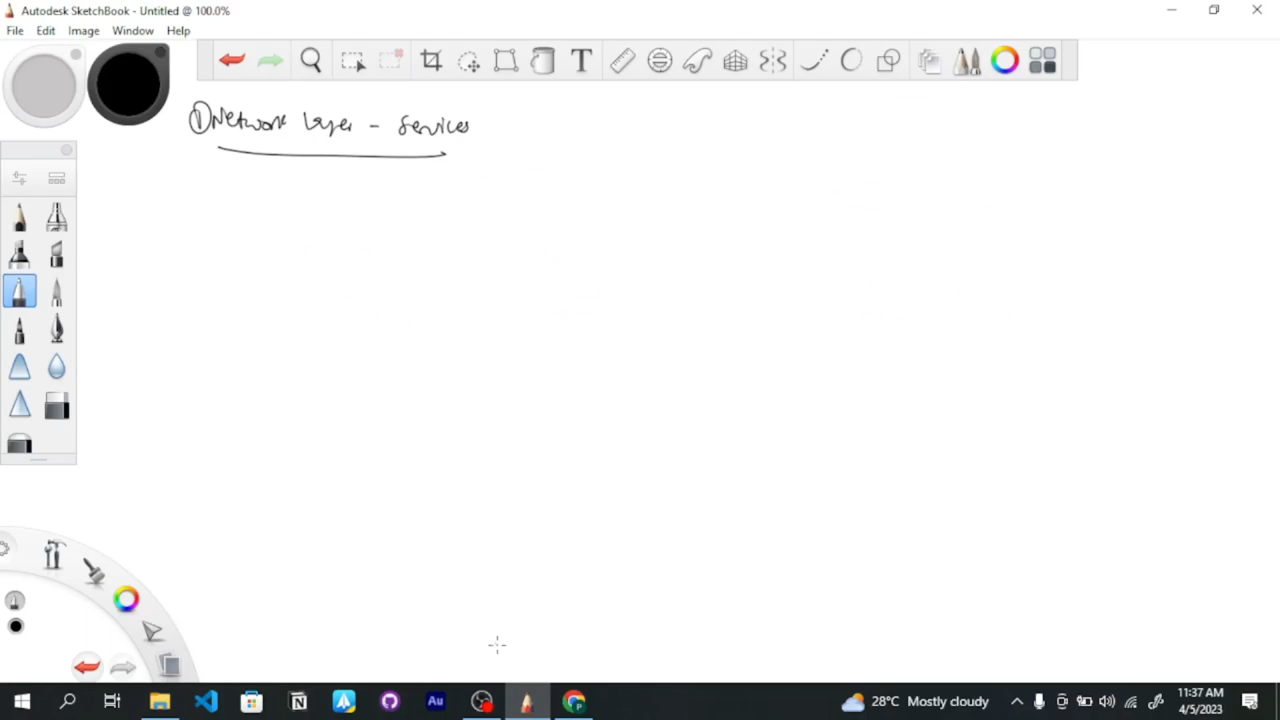 Autodesk SketchBook - Untitled @ 100.0%
File Edit Image Window Help
①Network Layer - Services
28°C Mostly cloudy
11:37 AM
4/5/2023